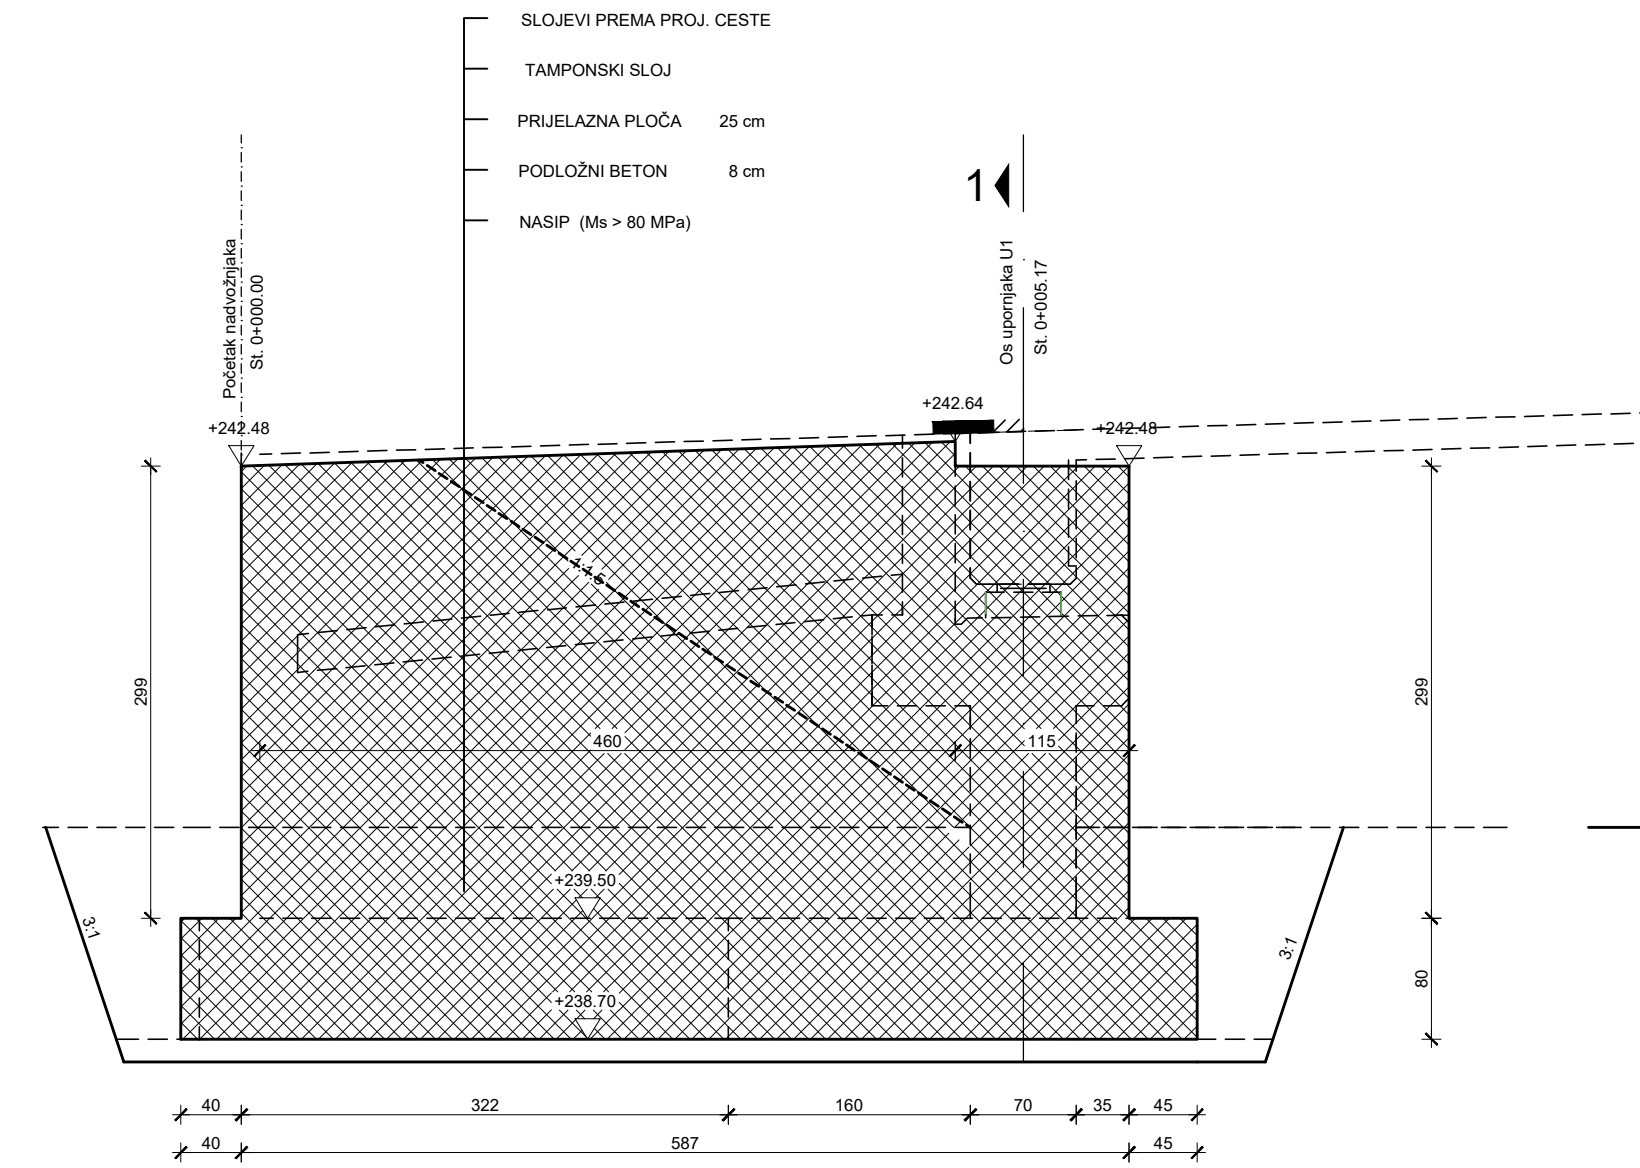 SLOJEVI PREMA PROJ. CESTE
TAMPONSKI SLOJ
PRIJELAZNA PLOČA 25 cm
PODLOŽNI BETON 8 cm
NASIP (Ms > 80 MPa)
1
Početak nadvožnjaka
St. 0+000.00
Os upornjaka U1
St. 0+005.17
+242.48
+242.64
+242.48
1:1.5
299
299
460
115
+239.50
3:1
3:1
+238.70
80
40
322
160
70
35
45
40
587
45